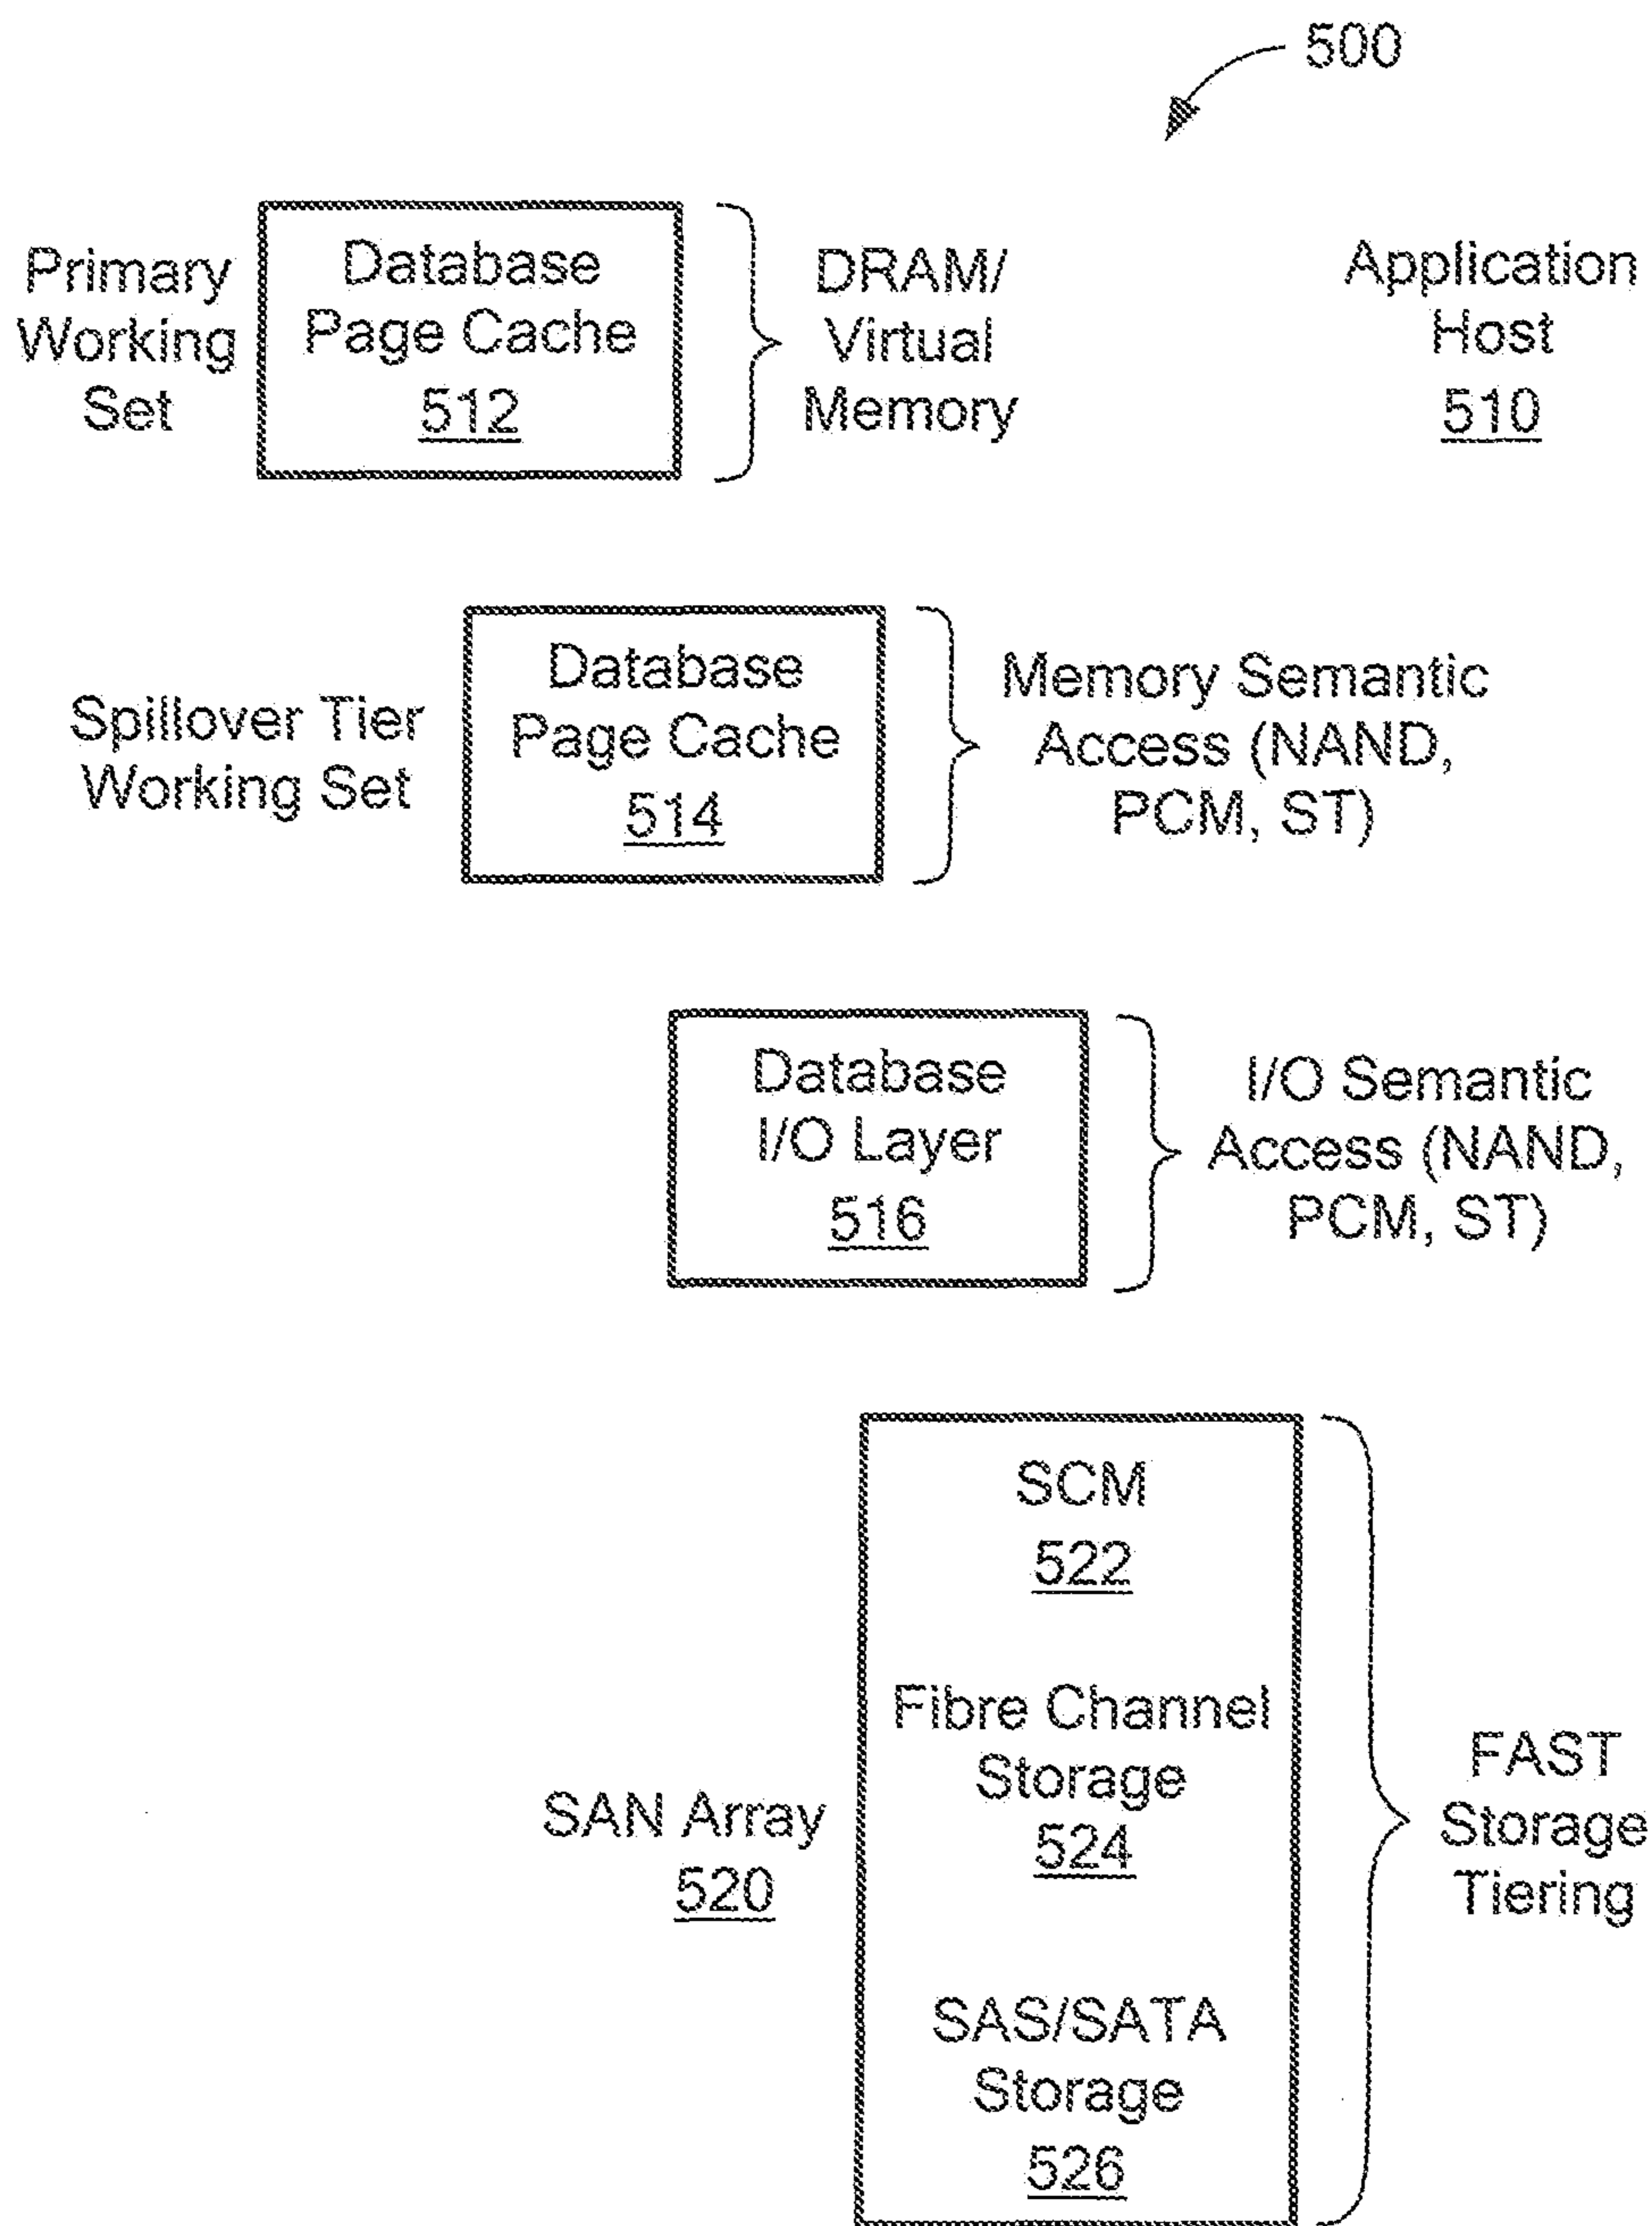 500
Primary
Working
Set
Database
Page Cache
512
DRAM/
Virtual
Memory
Application
Host
510
Spillover Tier
Working Set
Database
Page Cache
514
Memory Semantic
Access (NAND,
PCM, ST)
Database
I/O Layer
516
I/O Semantic
Access (NAND,
PCM, ST)
SAN Array
520
SCM
522
Fibre Channel
Storage
524
SAS/SATA
Storage
526
FAST
Storage
Tiering